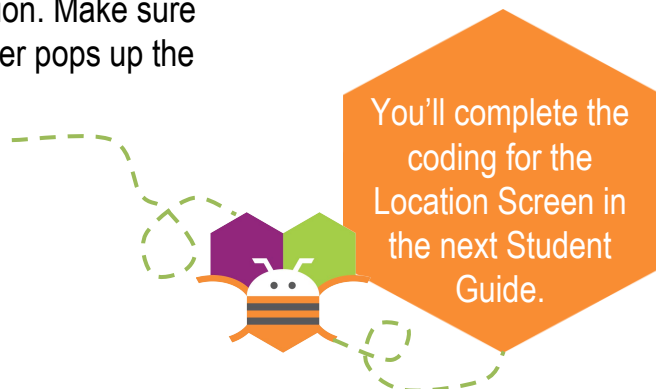 ion. Make sure
er pops up the
You'll complete the
coding for the
Location Screen in
the next Student
Guide.